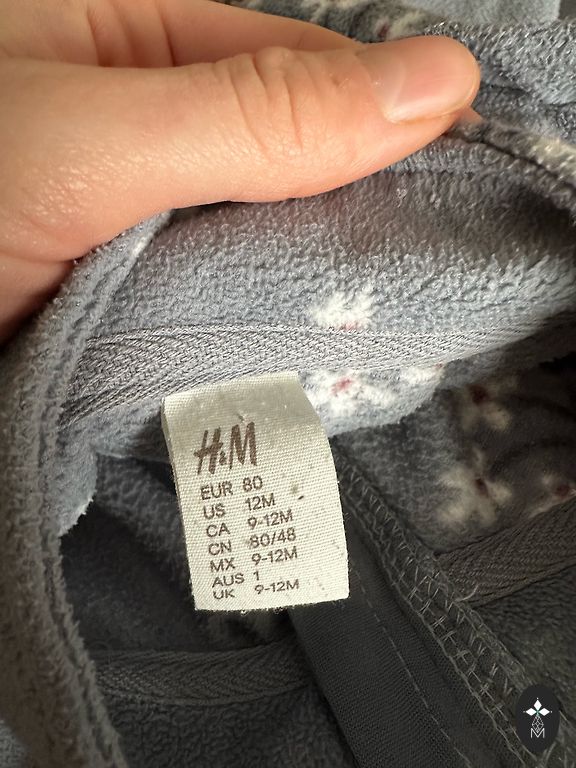 H&M
EUR 80
US 12M
CA 9-12M
CN 80/48
MX 9-12M
AUS 1
UK 9-12M
M